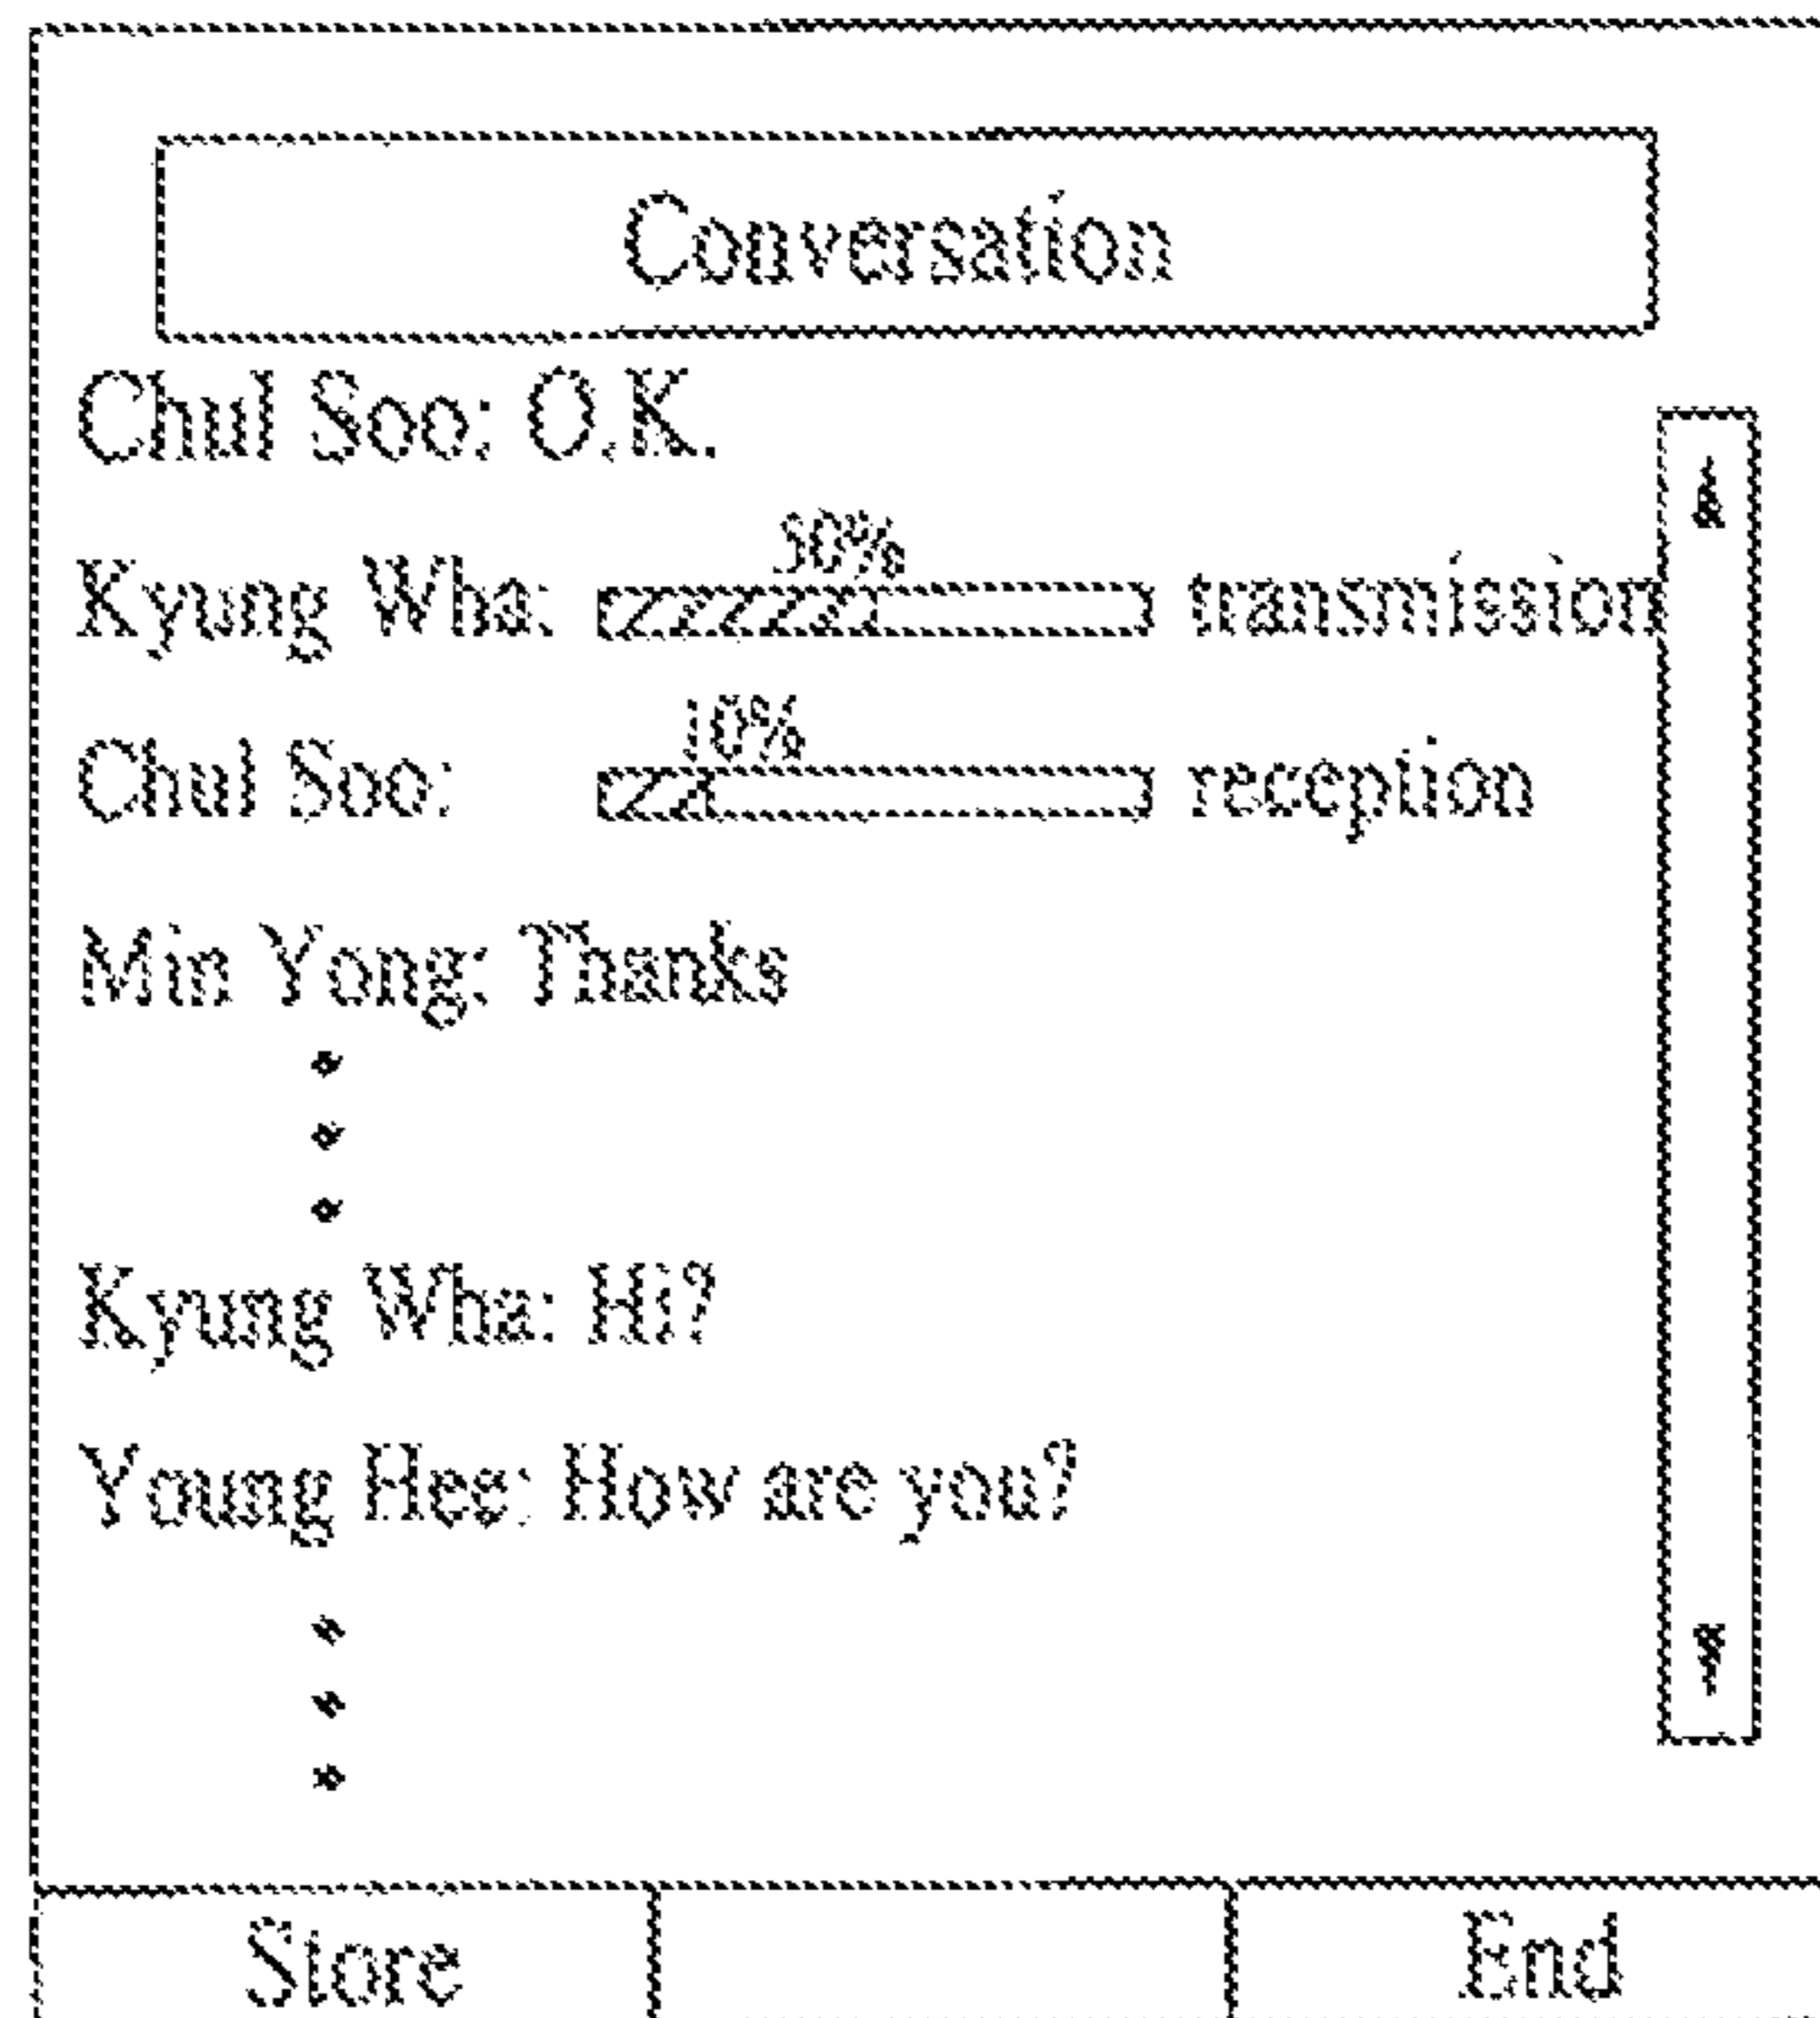 Conversation
Chul Soo: O.K.
50%
Kyung Wha: transmission
10%
Chul Soo: reception
Min Yong: Thanks
Kyung Wha: Hi?
Young Hee: How are you?
Store End